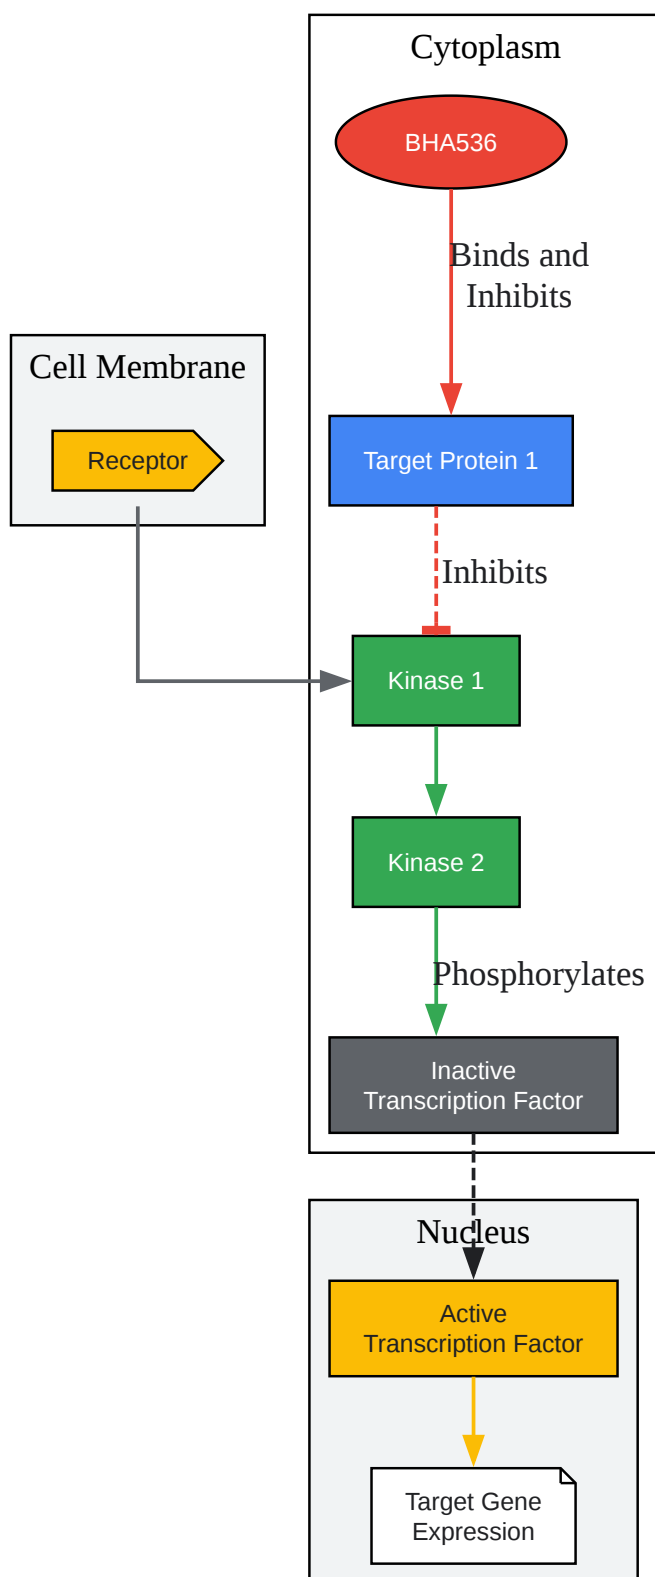 Cytoplasm
BHA536
Binds and
Inhibits
Cell Membrane
Receptor
Target Protein 1
Inhibits
Kinase 1
Kinase 2
Phosphorylates
Inactive
Transcription Factor
Nucleus
Active
Transcription Factor
Target Gene
Expression